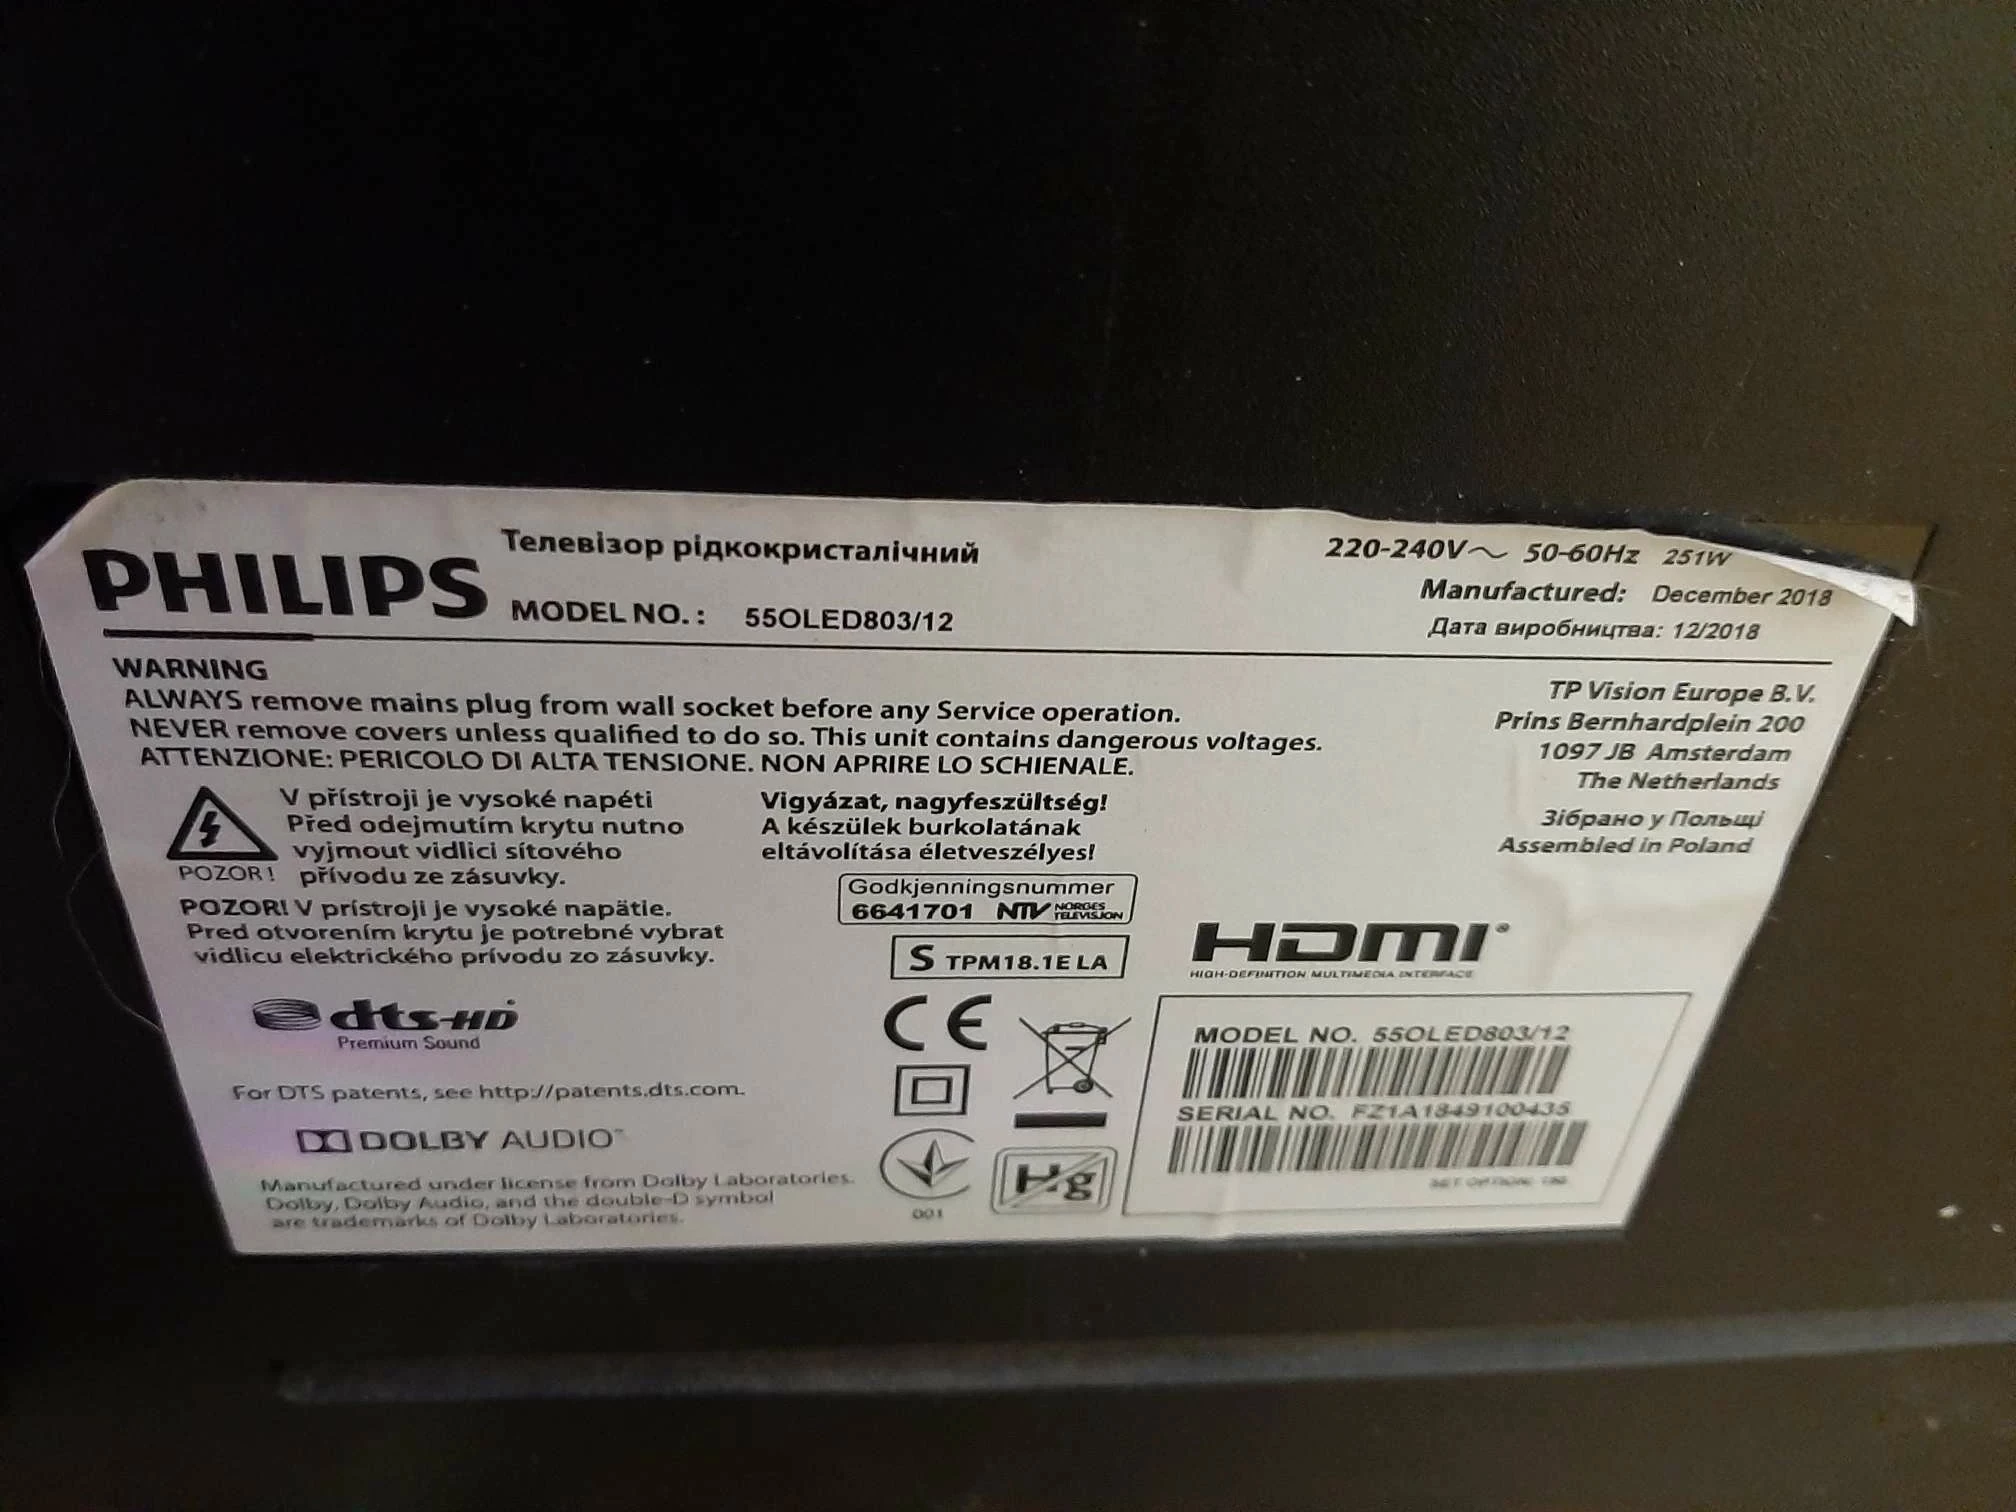 PHILIPS
Телевізор рідкокристалічний
MODEL NO. : 55OLED803/12
220-240V~ 50-60Hz 251W
Manufactured: December 2018
Дата виробництва: 12/2018
WARNING
ALWAYS remove mains plug from wall socket before any Service operation.
NEVER remove covers unless qualified to do so. This unit contains dangerous voltages.
ATTENZIONE: PERICOLO DI ALTA TENSIONE. NON APRIRE LO SCHIENALE.
TP Vision Europe B.V.
Prins Bernhardplein 200
1097 JB Amsterdam
The Netherlands
Зібрано у Польщі
Assembled in Poland
V přístroji je vysoké napéti
Před odejmutím krytu nutno
vyjmout vidlici sítového
přívodu ze zásuvky.
POZOR!
POZOR! V prístroji je vysoké napätie.
Pred otvorením krytu je potrebné vybrat
vidlicu elektrického prívodu zo zásuvky.
Vigyázat, nagyfeszültség!
A készülek burkolatának
eltávolítása életveszélyes!
Godkjenningsnummer
6641701 NTV NORGES TELEVISJON
S TPM18.1E LA
HDMI
HIGH-DEFINITION MULTIMEDIA INTERFACE
dts-HD
Premium Sound
For DTS patents, see http://patents.dts.com.
DOLBY AUDIO™
Manufactured under license from Dolby Laboratories.
Dolby, Dolby Audio, and the double-D symbol
are trademarks of Dolby Laboratories.
CE
001
Hg
MODEL NO. 55OLED803/12
SERIAL NO. FZ1A1849100435